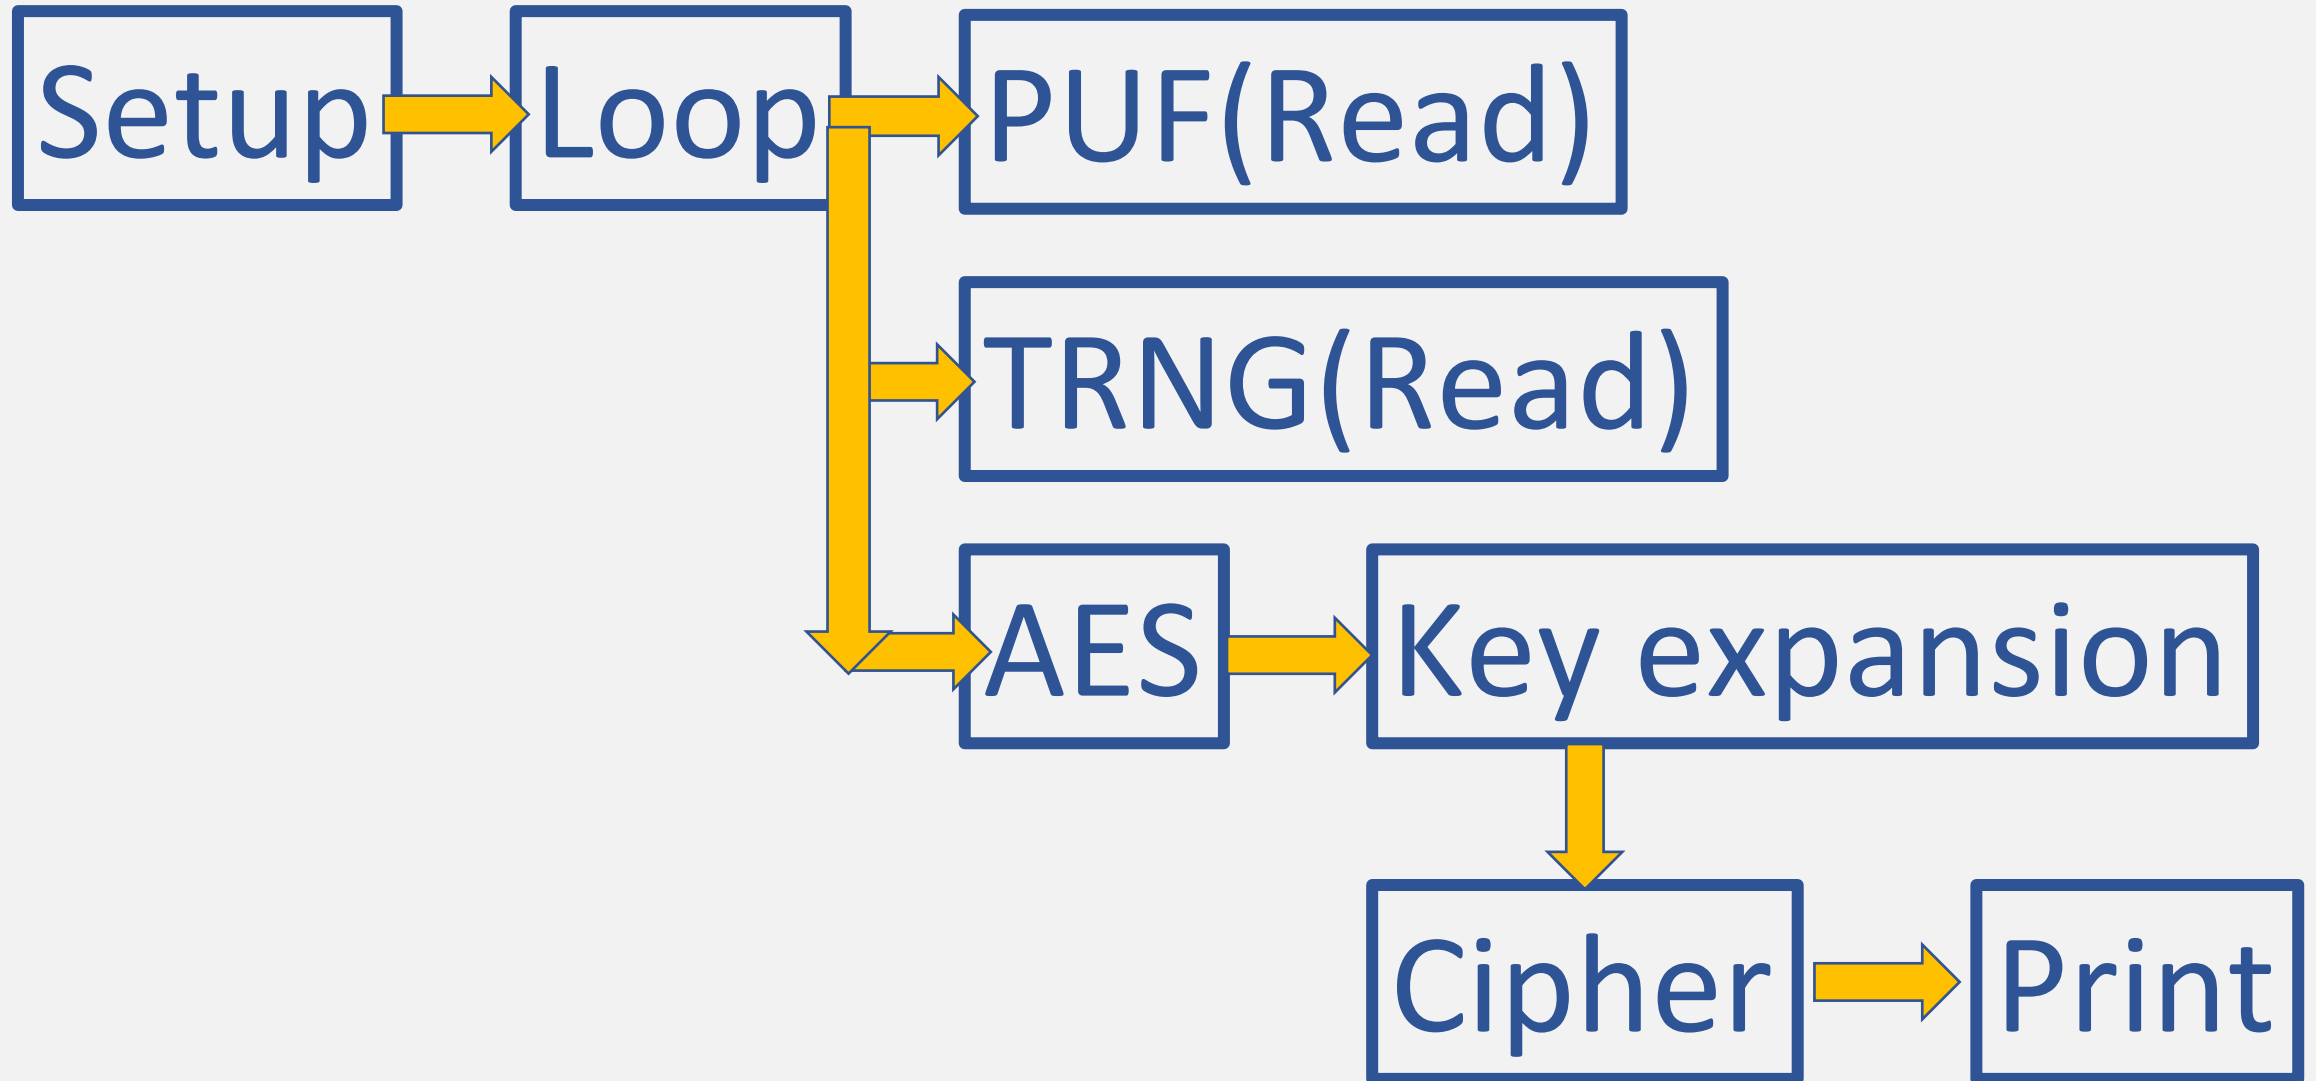 Setup
Loop
PUF(Read)
TRNG(Read)
AES
Key expansion
Cipher
Print